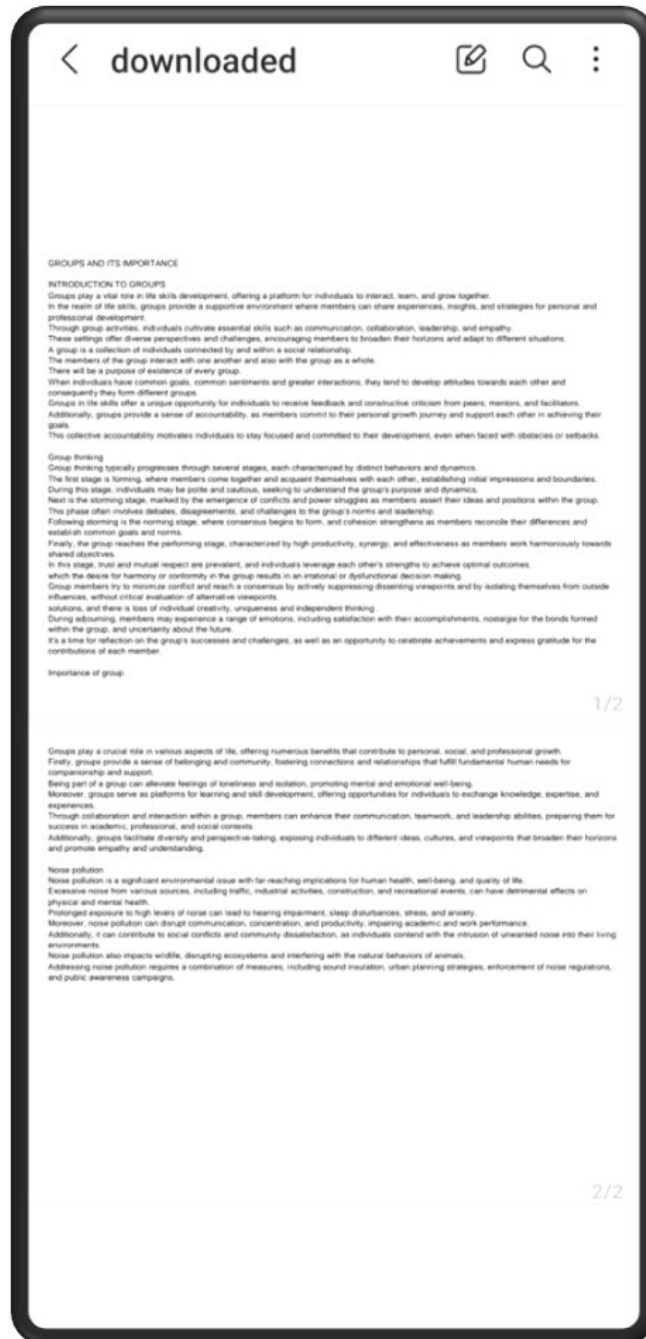 downloaded
GROUPS AND ITS IMPORTANCE
INTRODUCTION TO GROUPS
Groups play a vital role in life skills development, offering a platform for individuals to interact, learn, and grow together.
In the realm of life skills, groups provide a supportive environment where members can share experiences, insights, and strategies for personal and
professional development.
Through group activities, individuals cultivate essential skills such as communication, collaboration, leadership, and empathy.
These settings offer diverse perspectives and challenges, encouraging members to broaden their horizons and adapt to different situations.
A group is a collection of individuals connected by and within a social relationship.
The members of the group interact with one another and also with the group as a whole.
There will be a purpose of existence of every group.
When individuals have common goals, common sentiments and greater interactions, they tend to develop attitudes towards each other and
consequently they form different groups.
Groups in life skills offer a unique opportunity for individuals to receive feedback and constructive criticism from peers, mentors, and facilitators.
Additionally, groups provide a sense of accountability, as members commit to their personal growth journey and support each other in achieving their
goals.
This collective accountability motivates individuals to stay focused and committed to their development, even when faced with obstacles or setbacks.
Group thinking
Group thinking typically progresses through several stages, each characterized by distinct behaviors and dynamics.
The first stage is forming, where members come together and acquaint themselves with each other, establishing initial impressions and boundaries.
During this stage, individuals may be polite and cautious, seeking to understand the group's purpose and dynamics.
Next is the storming stage, marked by the emergence of conflicts and power struggles as members assert their ideas and positions within the group.
This phase often involves debates, disagreements, and challenges to the group's norms and leadership.
Following storming is the norming stage, where consensus begins to form, and cohesion strengthens as members reconcile their differences and
establish common goals and norms.
Finally, the group reaches the performing stage, characterized by high productivity, synergy, and effectiveness as members work harmoniously towards
shared objectives.
In this stage, trust and mutual respect are prevalent, and individuals leverage each other's strengths to achieve optimal outcomes.
which the desire for harmony or conformity in the group results in an irrational or dysfunctional decision making.
Group members try to minimize conflict and reach a consensus by actively suppressing dissenting viewpoints and by isolating themselves from outside
influences, without critical evaluation of alternative viewpoints.
solutions, and there is loss of individual creativity, uniqueness and independent thinking.
During adjourning, members may experience a range of emotions, including satisfaction with their accomplishments, nostalgia for the bonds formed
within the group, and uncertainty about the future.
It's a time for reflection on the group's successes and challenges, as well as an opportunity to celebrate achievements and express gratitude for the
contributions of each member.
Importance of group
1/2
Groups play a crucial role in various aspects of life, offering numerous benefits that contribute to personal, social, and professional growth.
Firstly, groups provide a sense of belonging and community, fostering connections and relationships that fulfill fundamental human needs for
companionship and support.
Being part of a group can alleviate feelings of loneliness and isolation, promoting mental and emotional well-being.
Moreover, groups serve as platforms for learning and skill development, offering opportunities for individuals to exchange knowledge, expertise, and
experiences.
Through collaboration and interaction within a group, members can enhance their communication, teamwork, and leadership abilities, preparing them for
success in academic, professional, and social contexts.
Additionally, groups facilitate diversity and perspective-taking, exposing individuals to different ideas, cultures, and viewpoints that broaden their horizons
and promote empathy and understanding.
Noise pollution
Noise pollution is a significant environmental issue with far-reaching implications for human health, well-being, and quality of life.
Excessive noise from various sources, including traffic, industrial activities, construction, and recreational events, can have detrimental effects on
physical and mental health.
Prolonged exposure to high levels of noise can lead to hearing impairment, sleep disturbances, stress, and anxiety.
Moreover, noise pollution can disrupt communication, concentration, and productivity, impairing academic and work performance.
Additionally, it can contribute to social conflicts and community dissatisfaction, as individuals contend with the intrusion of unwanted noise into their living
environments.
Noise pollution also impacts wildlife, disrupting ecosystems and interfering with the natural behaviors of animals.
Addressing noise pollution requires a combination of measures, including sound insulation, urban planning strategies, enforcement of noise regulations,
and public awareness campaigns.
2/2